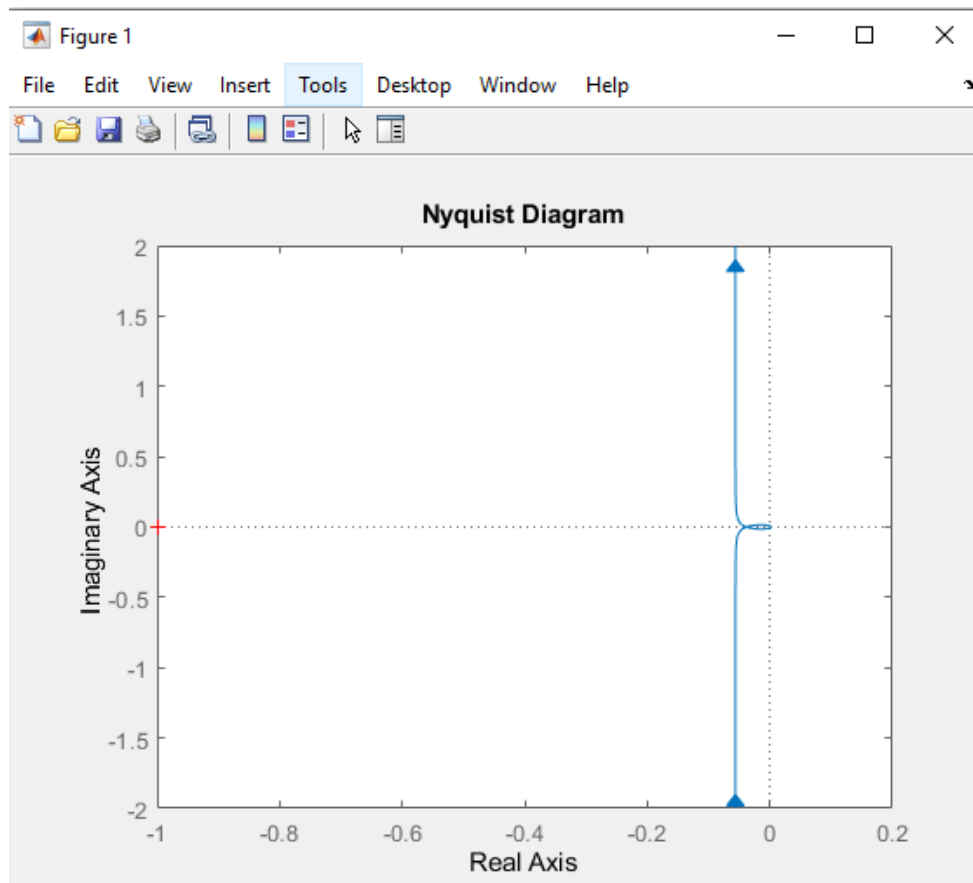 Figure 1
File Edit View Insert Tools Desktop Window Help
Nyquist Diagram
2
1.5
1
0.5
0
-0.5
-1
-1.5
-2
Imaginary Axis
-1 -0.8 -0.6 -0.4 -0.2 0 0.2
Real Axis